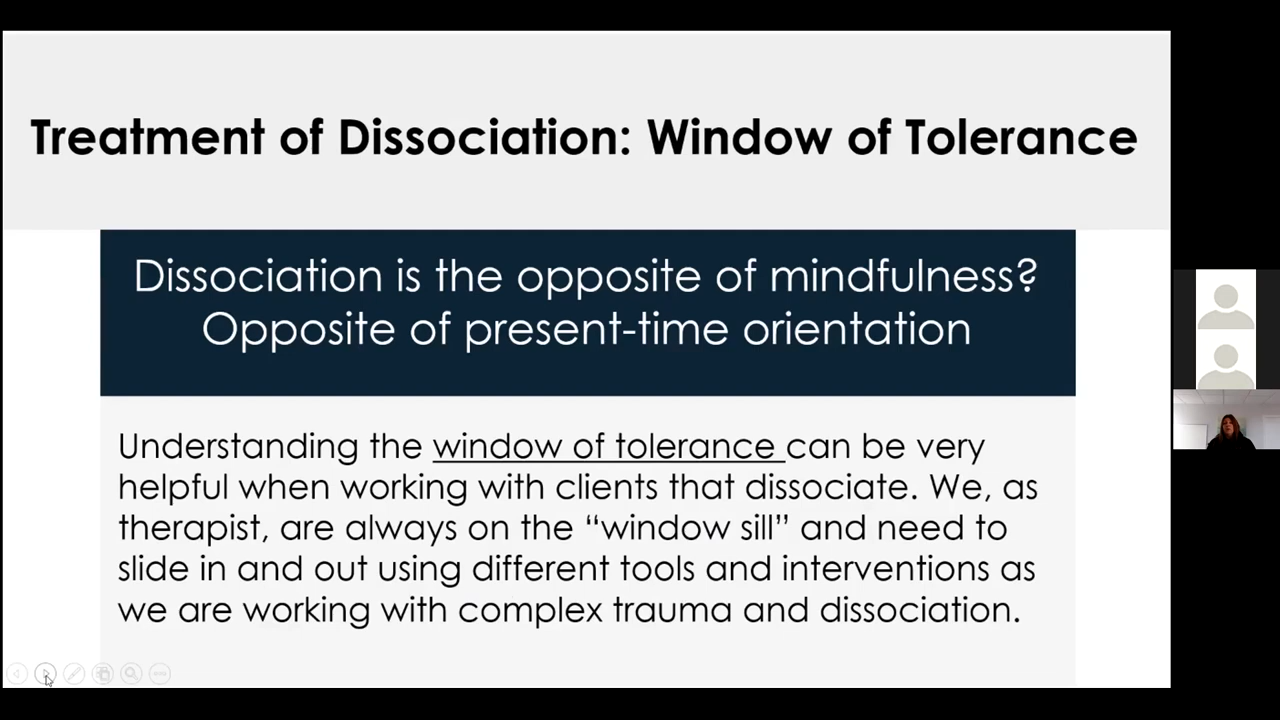 Treatment of Dissociation: Window of Tolerance
Dissociation is the opposite of mindfulness?
Opposite of present-time orientation
Understanding the window of tolerance can be very
helpful when working with clients that dissociate. We, as
therapist, are always on the “window sill” and need to
slide in and out using different tools and interventions as
we are working with complex trauma and dissociation.